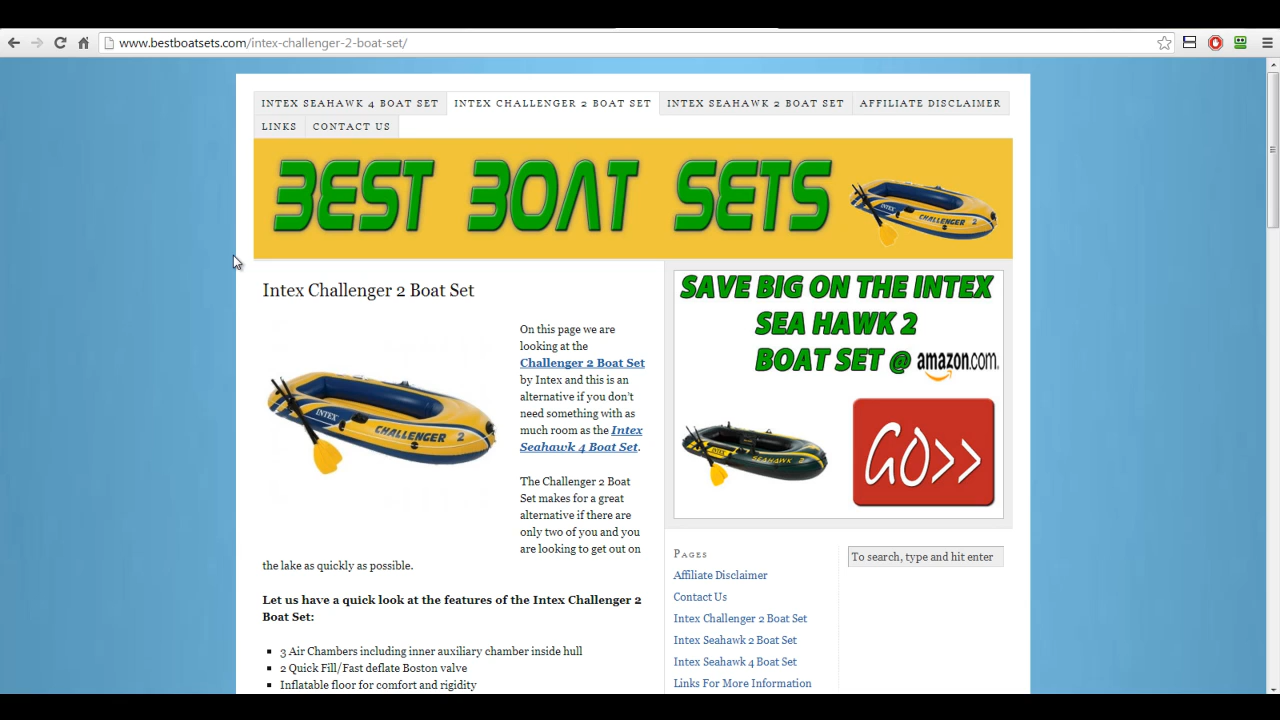 www.bestboatsets.com/intex-challenger-2-boat-set/
INTEX SEAHAWK 4 BOAT SET
INTEX CHALLENGER 2 BOAT SET
INTEX SEAHAWK 2 BOAT SET
AFFILIATE DISCLAIMER
LINKS
CONTACT US
BEST BOAT SETS
INTEX
CHALLENGER 2
Intex Challenger 2 Boat Set
INTEX
CHALLENGER 2
On this page we are
looking at the
Challenger 2 Boat Set
by Intex and this is an
alternative if you don't
need something with as
much room as the Intex
Seahawk 4 Boat Set.
The Challenger 2 Boat
Set makes for a great
alternative if there are
only two of you and you
are looking to get out on
the lake as quickly as possible.
Let us have a quick look at the features of the Intex Challenger 2
Boat Set:
3 Air Chambers including inner auxiliary chamber inside hull
2 Quick Fill/Fast deflate Boston valve
Inflatable floor for comfort and rigidity
SAVE BIG ON THE INTEX
SEA HAWK 2
BOAT SET @ amazon.com.
INTEX
SEAHAWK 2
GO>>
Pages
Affiliate Disclaimer
Contact Us
Intex Challenger 2 Boat Set
Intex Seahawk 2 Boat Set
Intex Seahawk 4 Boat Set
Links For More Information
To search, type and hit enter